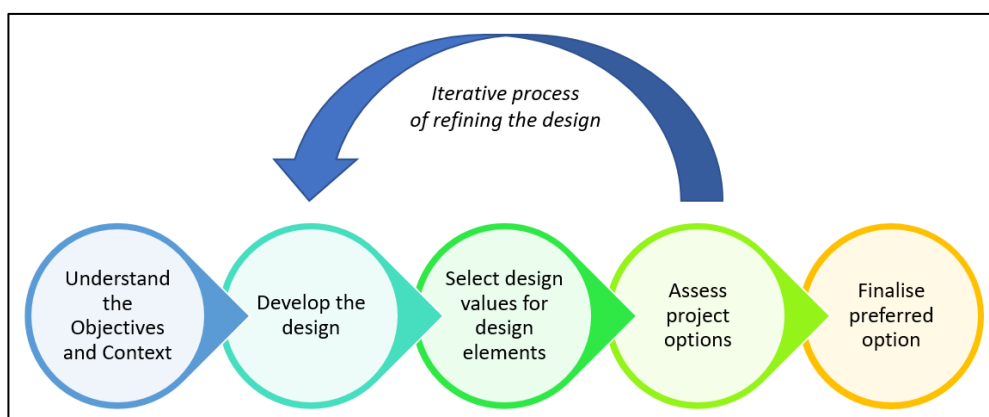 Iterative process
of refining the design
Understand
the
Objectives
and Context
Develop the
design
Select design
values for
design
elements
Assess
project
options
Finalise
preferred
option